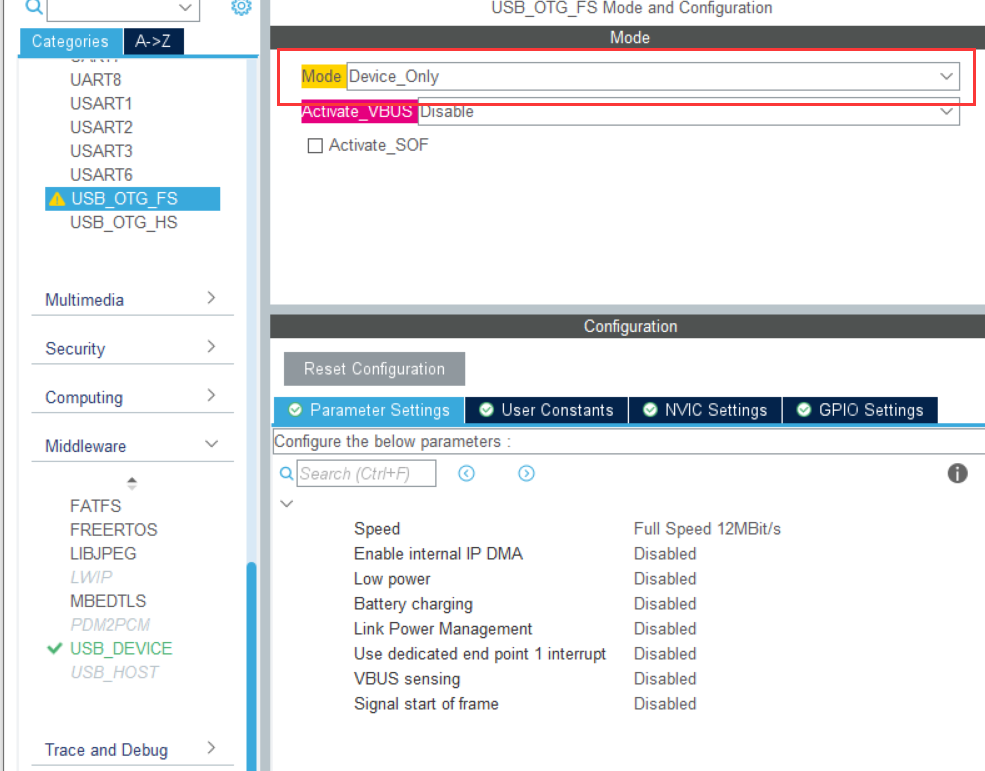 USB_OTG_FS Mode and Configuration
Categories
A->Z
UART8
USART1
USART2
USART3
USART6
USB_OTG_FS
USB_OTG_HS
Multimedia
Security
Computing
Middleware
FATFS
FREERTOS
LIBJPEG
LWIP
MBEDTLS
PDM2PCM
USB_DEVICE
USB_HOST
Trace and Debug
Mode
Mode Device_Only
Activate_VBUS Disable
Activate_SOF
Configuration
Reset Configuration
Parameter Settings User Constants NVIC Settings GPIO Settings
Configure the below parameters :
Search (Ctrl+F)
Speed Full Speed 12MBit/s
Enable internal IP DMA Disabled
Low power Disabled
Battery charging Disabled
Link Power Management Disabled
Use dedicated end point 1 interrupt Disabled
VBUS sensing Disabled
Signal start of frame Disabled